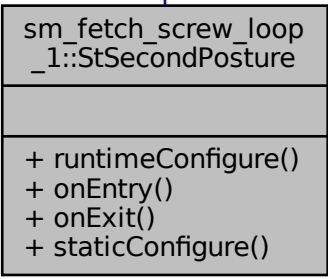 sm_fetch_screw_loop
_1::StSecondPosture
+ runtimeConfigure()
+ onEntry()
+ onExit()
+ staticConfigure()